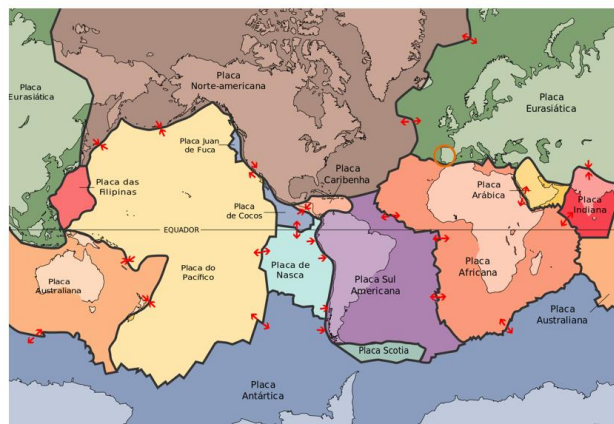 Placa
Norte-americana
Placa
Eurasiática
Placa
Eurasiática
Placa Juan
de Fuca
Placa
Caribenha
Placa das
Filipinas
Placa
Arábica
Placa
Indiana
Placa
de Cocos
EQUADOR
Placa
Australiana
Placa do
Pacífico
Placa de
Nasca
Placa Sul
Americana
Placa
Africana
Placa
Australiana
Placa Scotia
Placa
Antártica